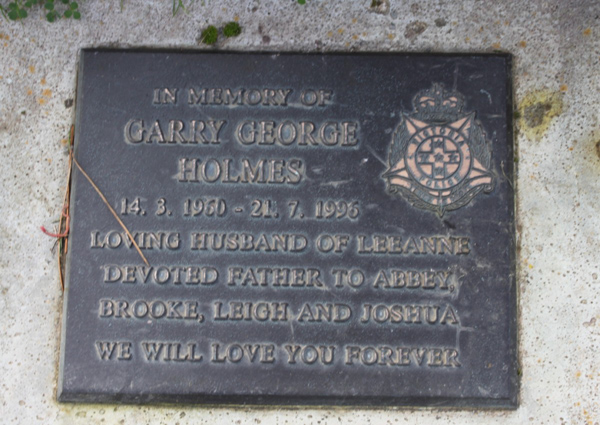 IN MEMORY OF
GARRY GEORGE
HOLMES
14. 3. 1960 - 21. 7. 1996
LOVING HUSBAND OF LEEANNE
DEVOTED FATHER TO ABBEY,
BROOKE, LEIGH AND JOSHUA
WE WILL LOVE YOU FOREVER